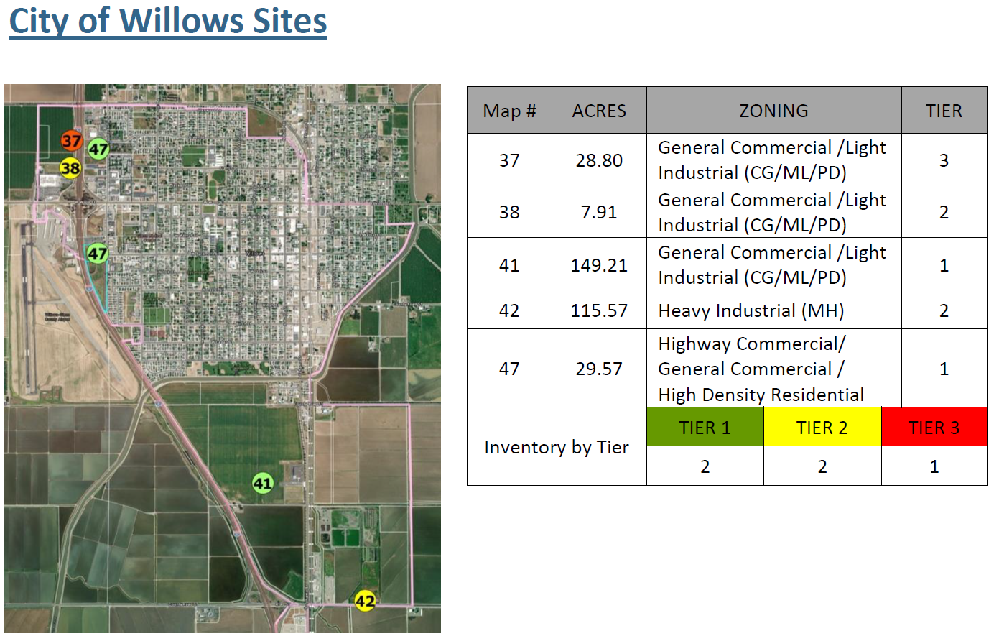 City of Willows Sites
37
47
38
47
41
42
Map # ACRES ZONING TIER
37 28.80 General Commercial /Light
Industrial (CG/ML/PD) 3
38 7.91 General Commercial /Light
Industrial (CG/ML/PD) 2
41 149.21 General Commercial /Light
Industrial (CG/ML/PD) 1
42 115.57 Heavy Industrial (MH) 2
47 29.57 Highway Commercial/
General Commercial /
High Density Residential 1
Inventory by Tier TIER 1 TIER 2 TIER 3
2 2 1